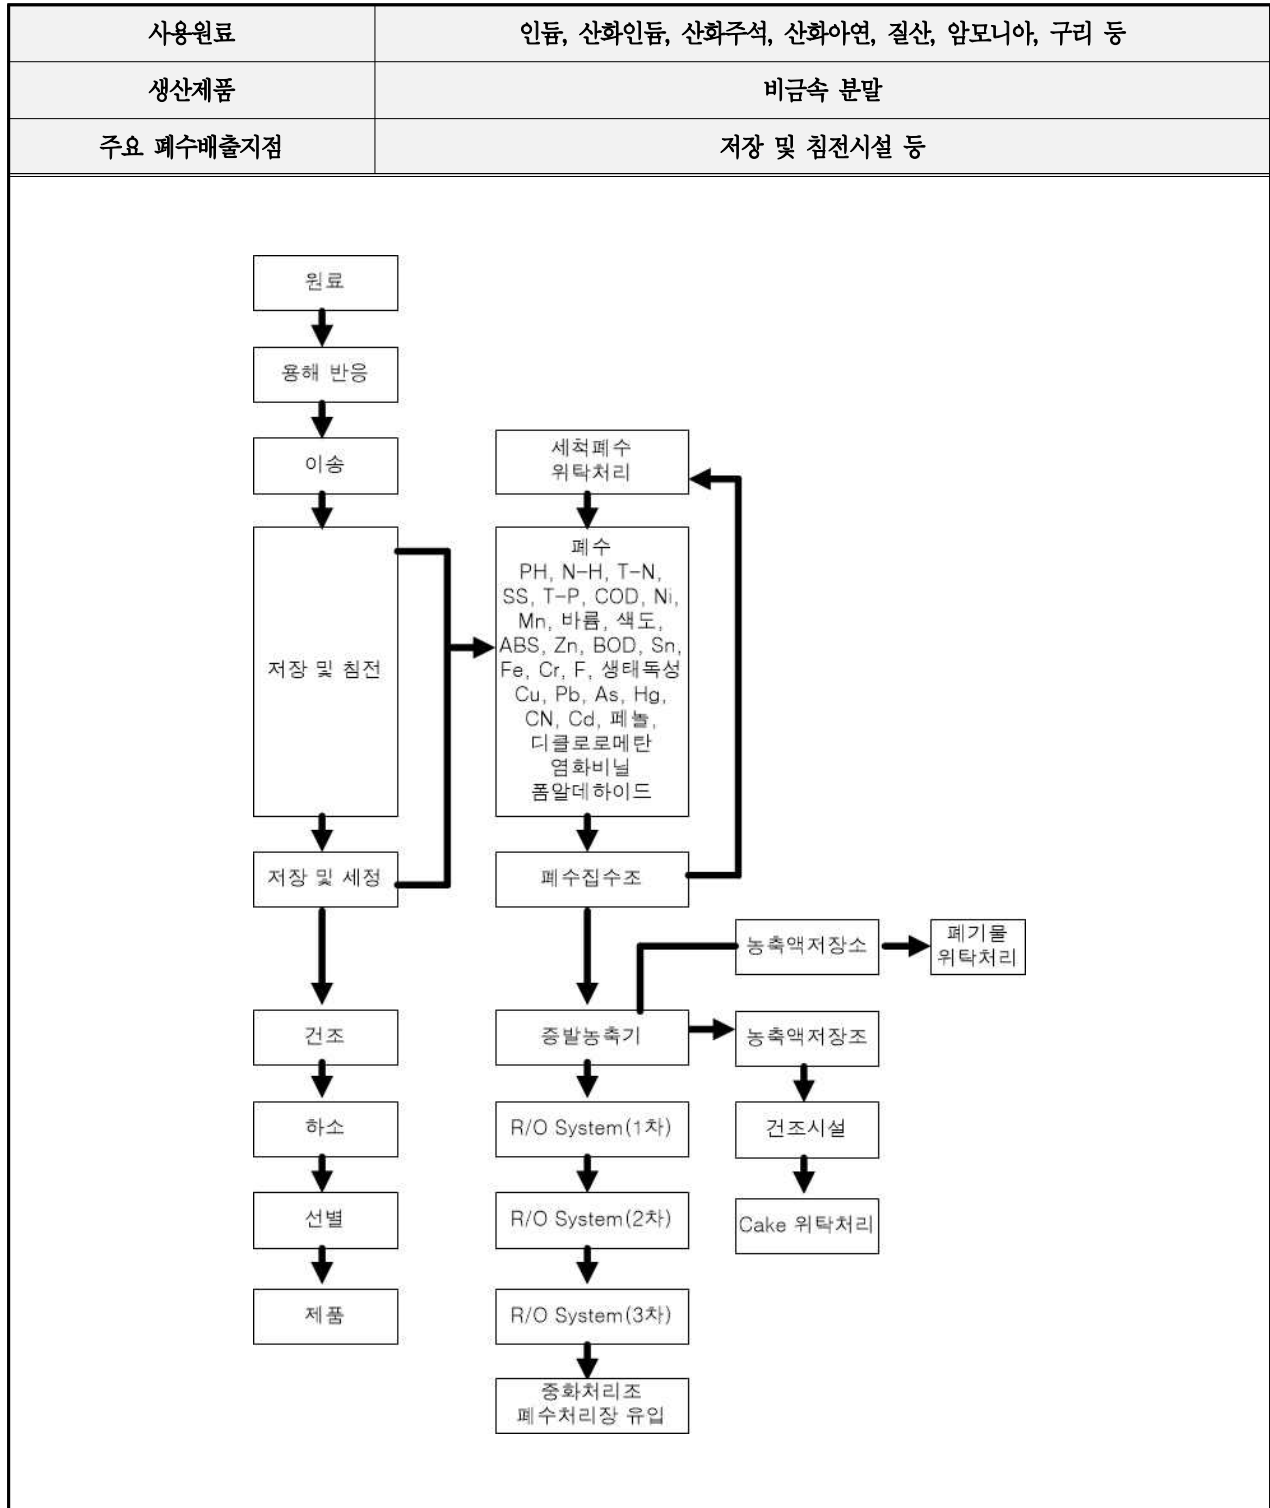 사용원료
인듐, 산화인듐, 산화주석, 산화아연, 질산, 암모니아, 구리 등
생산제품
비금속 분말
주요 폐수배출지점
저장 및 침전시설 등
원료
용해 반응
이송
저장 및 침전
저장 및 세정
건조
하소
선별
제품
세척폐수
위탁처리
폐수
PH, N-H, T-N,
SS, T-P, COD, Ni,
Mn, 바륨, 색도,
ABS, Zn, BOD, Sn,
Fe, Cr, F, 생태독성
Cu, Pb, As, Hg,
CN, Cd, 페놀,
디클로로메탄
염화비닐
폼알데하이드
폐수집수조
증발농축기
R/O System(1차)
R/O System(2차)
R/O System(3차)
중화처리조
폐수처리장 유입
농축액저장소
폐기물
위탁처리
농축액저장조
건조시설
Cake 위탁처리